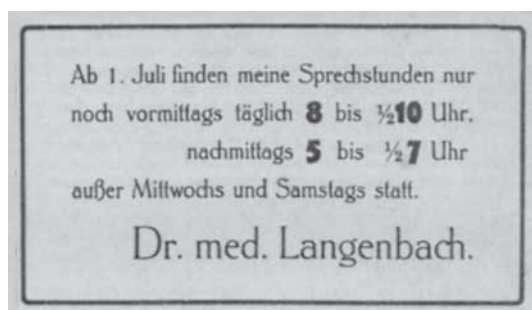 Ab 1. Juli finden meine Sprechstunden nur
noch vormittags täglich 8 bis ½10 Uhr.
nachmittags 5 bis ½7 Uhr
außer Mittwochs und Samstags statt.
Dr. med. Langenbach.